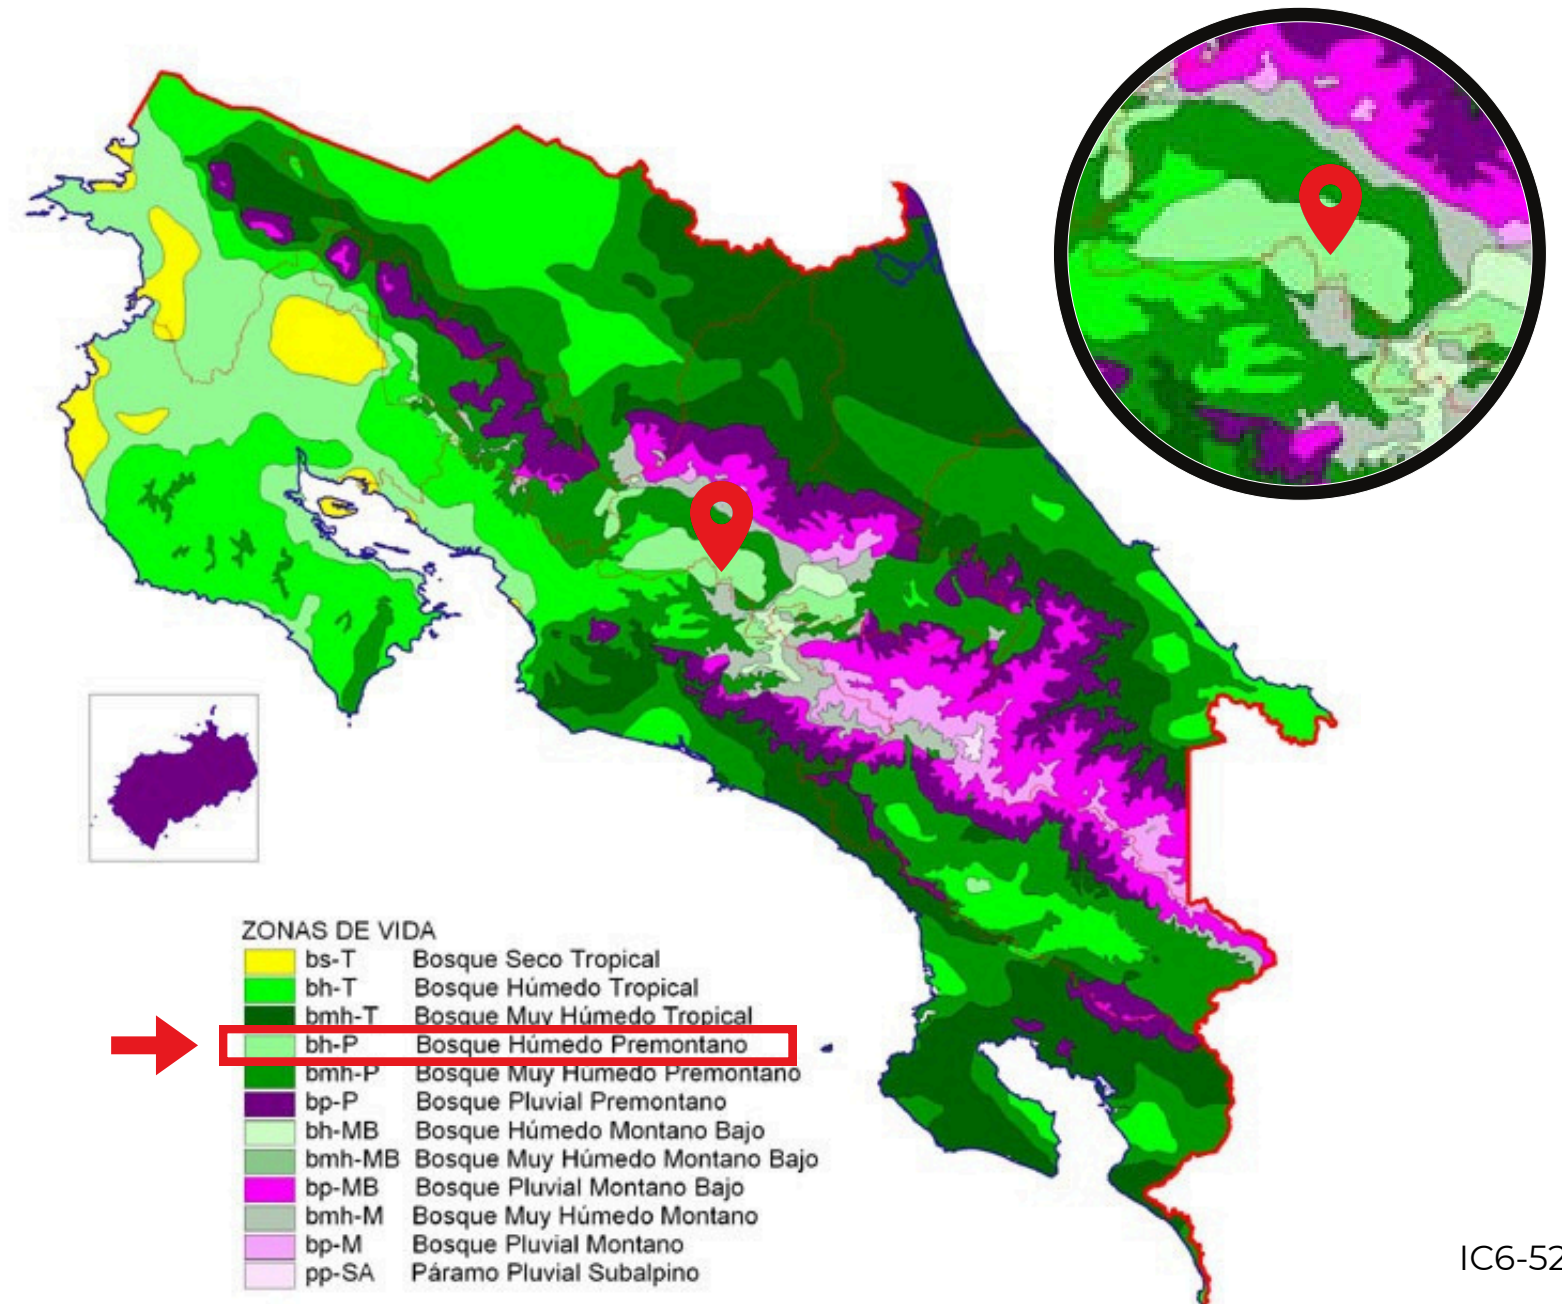 ZONAS DE VIDA
bs-T Bosque Seco Tropical
bh-T Bosque Húmedo Tropical
bmh-T Bosque Muy Húmedo Tropical
bh-P Bosque Húmedo Premontano
bmh-P Bosque Muy Húmedo Premontano
bp-P Bosque Pluvial Premontano
bh-MB Bosque Húmedo Montano Bajo
bmh-MB Bosque Muy Húmedo Montano Bajo
bp-MB Bosque Pluvial Montano Bajo
bmh-M Bosque Muy Húmedo Montano
bp-M Bosque Pluvial Montano
pp-SA Páramo Pluvial Subalpino
IC6-52